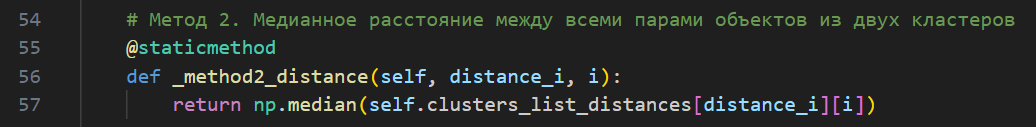 54 # Метод 2. Медианное расстояние между всеми парами объектов из двух кластеров
55 @staticmethod
56 def _method2_distance(self, distance_i, i):
57 return np.median(self.clusters_list_distances[distance_i][i])